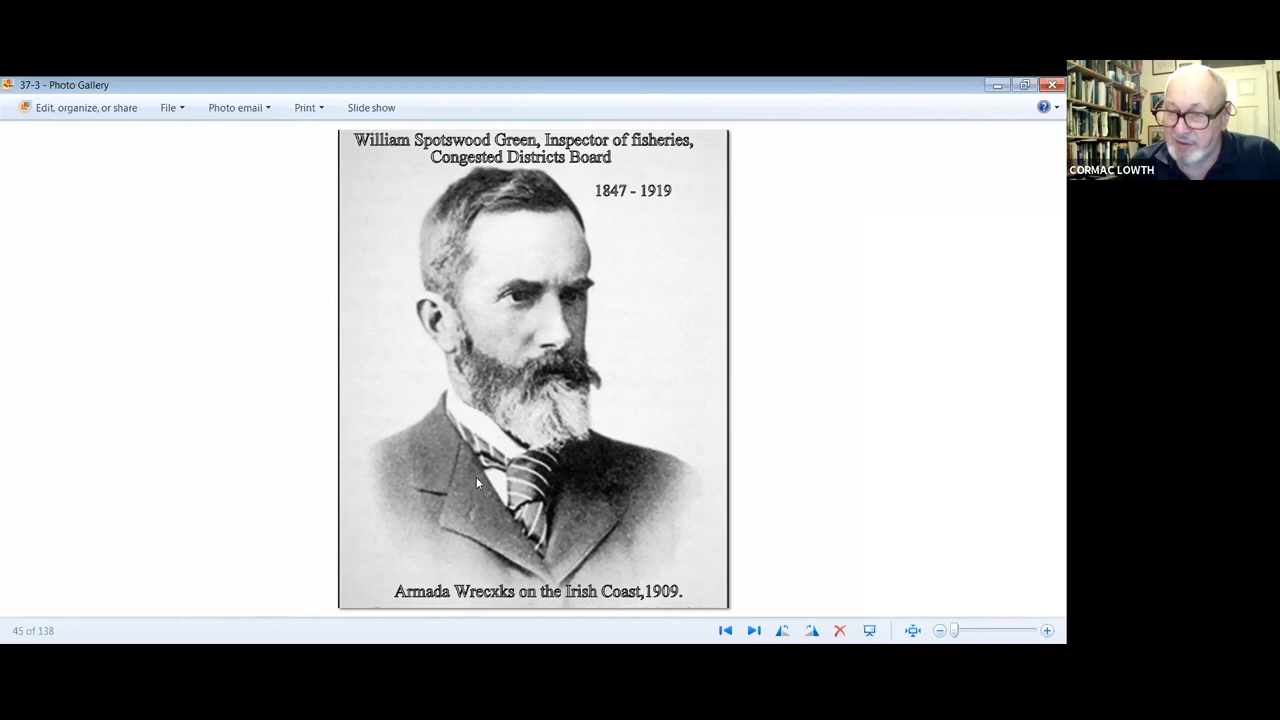 37-3 - Photo Gallery
Edit, organize, or share File Photo email Print Slide show
William Spotswood Green, Inspector of fisheries,
Congested Districts Board
1847 - 1919
Armada Wrecxks on the Irish Coast,1909.
45 of 138
CORMAC LOWTH